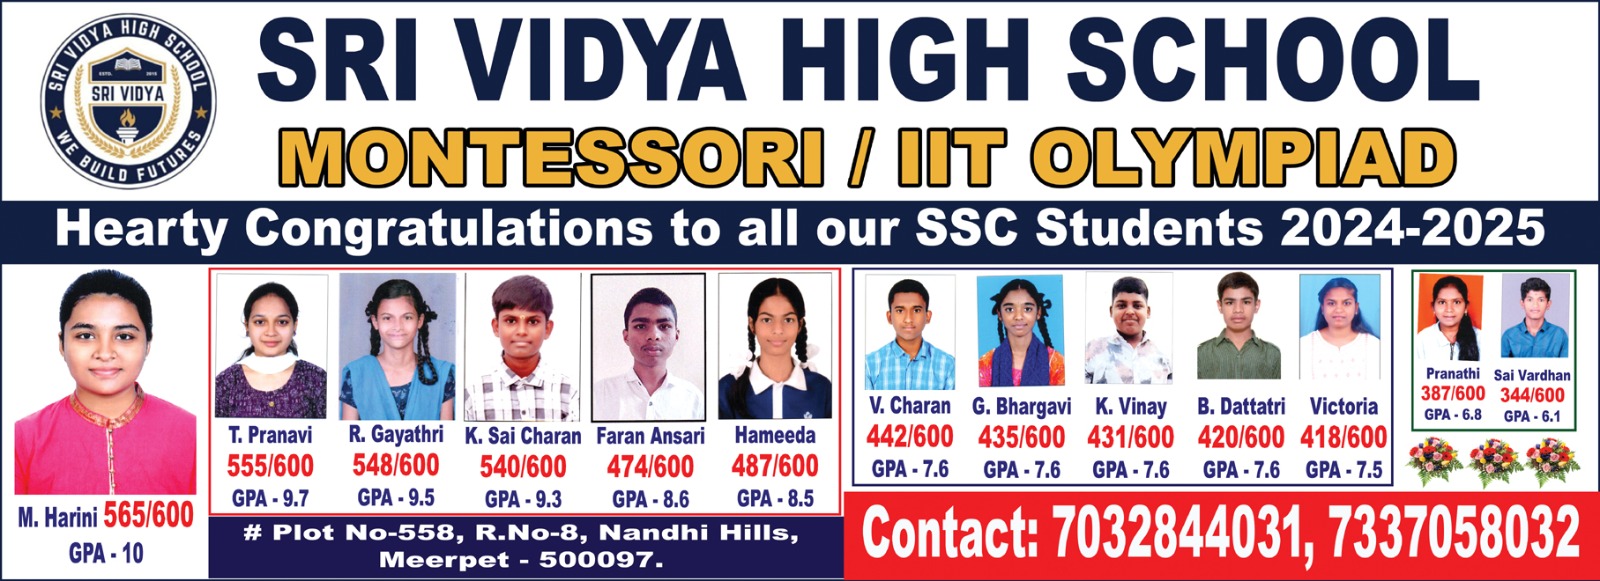 SRI VIDYA HIGH SCHOOL
ESTD. 2015
SRI VIDYA
WE BUILD FUTURES
SRI VIDYA HIGH SCHOOL
MONTESSORI / IIT OLYMPIAD
Hearty Congratulations to all our SSC Students 2024-2025
M. Harini 565/600
GPA - 10
T. Pranavi
555/600
GPA - 9.7
R. Gayathri
548/600
GPA - 9.5
K. Sai Charan
540/600
GPA - 9.3
Faran Ansari
474/600
GPA - 8.6
Hameeda
487/600
GPA - 8.5
V. Charan
442/600
GPA - 7.6
G. Bhargavi
435/600
GPA - 7.6
K. Vinay
431/600
GPA - 7.6
B. Dattatri
420/600
GPA - 7.6
Victoria
418/600
GPA - 7.5
Pranathi
387/600
GPA - 6.8
Sai Vardhan
344/600
GPA - 6.1
# Plot No-558, R.No-8, Nandhi Hills,
Meerpet - 500097.
Contact: 7032844031, 7337058032